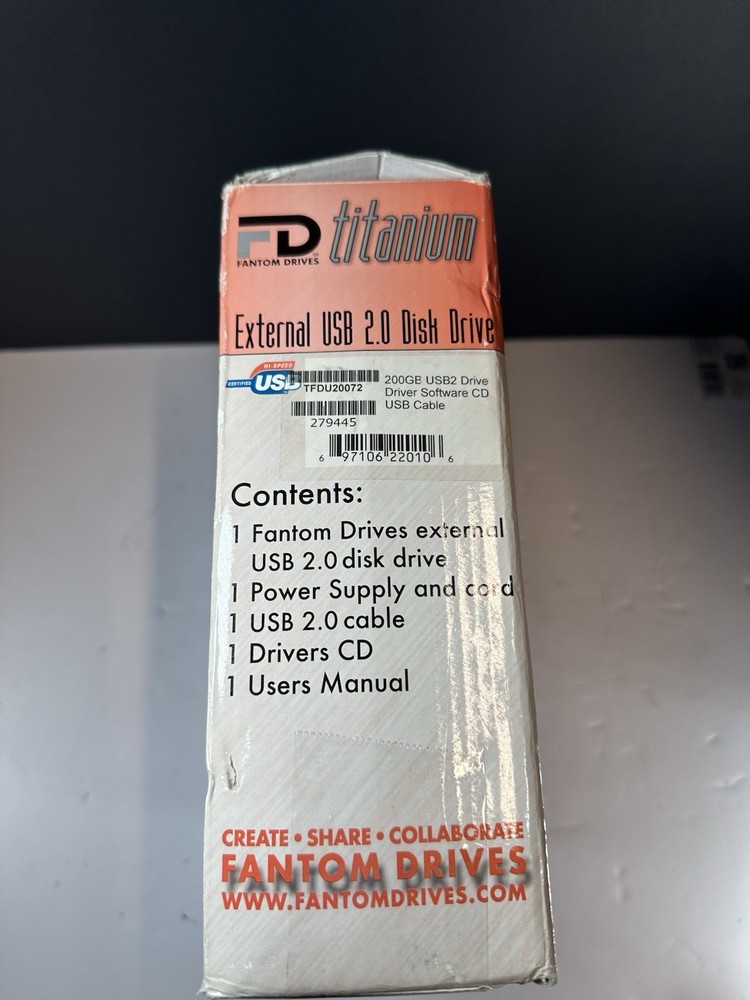 FD titanium
FANTOM DRIVES
External USB 2.0 Disk Drive
HI-SPEED
CERTIFIED USB
TFDU20072
200GB USB2 Drive
Driver Software CD
USB Cable
279445
6 97106 22010 6
Contents:
1 Fantom Drives external
USB 2.0 disk drive
1 Power Supply and cord
1 USB 2.0 cable
1 Drivers CD
1 Users Manual
CREATE • SHARE • COLLABORATE
FANTOM DRIVES
WWW.FANTOMDRIVES.COM